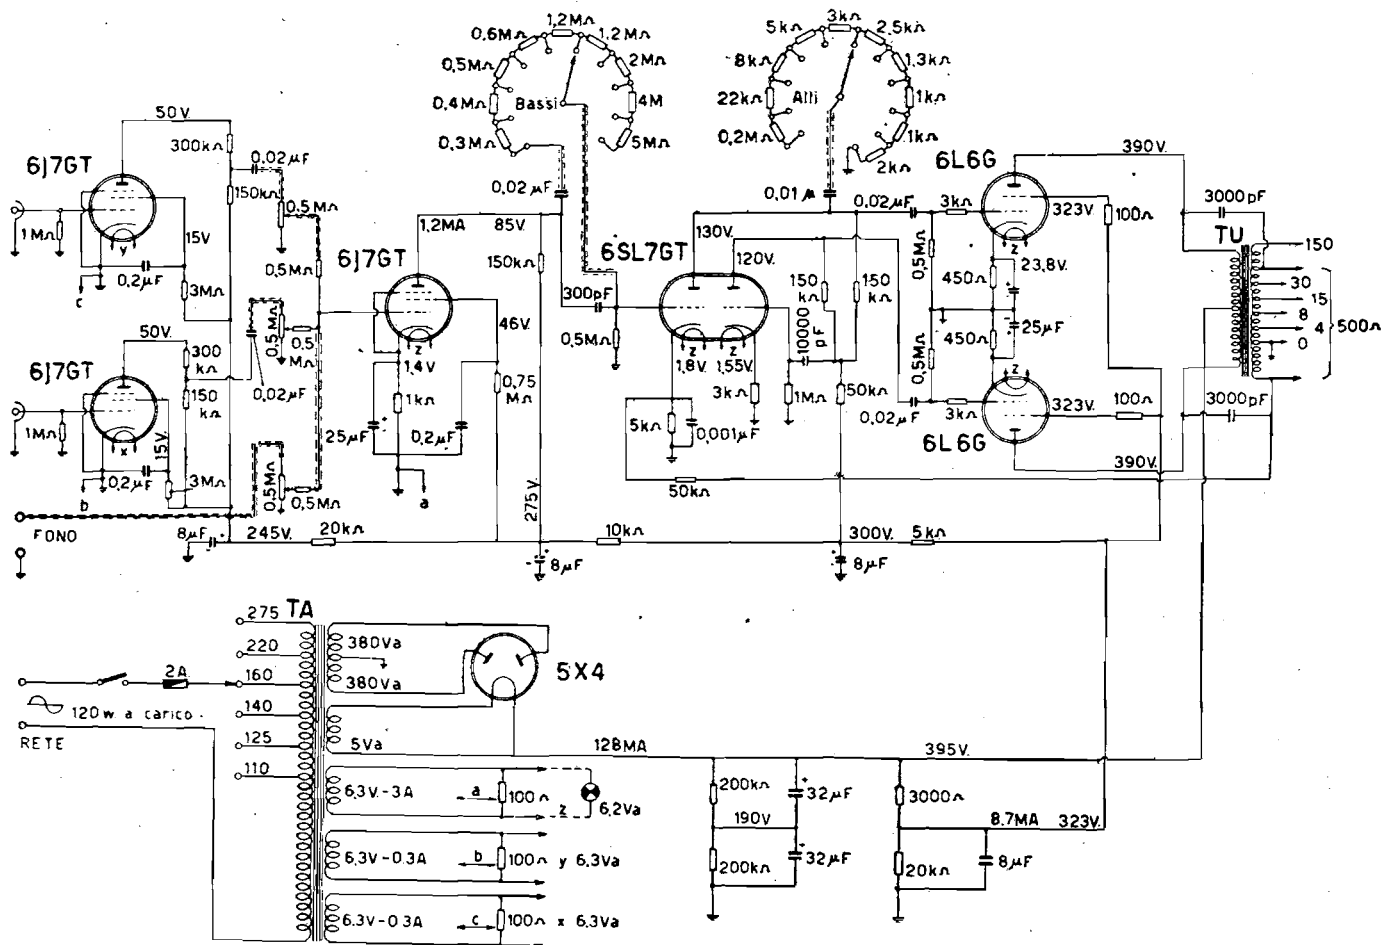 1,2MΩ
0,6MΩ
1,2MΩ
0,5MΩ
2MΩ
0,4MΩ
Bassi
4M
0,3MΩ
5MΩ
0,02µF
3kΩ
5kΩ
2,5kΩ
8kΩ
1,3kΩ
22kΩ
Alti
1kΩ
0,2MΩ
1kΩ
2kΩ
0,01µ
50V.
300kΩ
6J7GT
150kΩ
0,02µF
0,5MΩ
1MΩ
15V
y
0,2µF
c
3MΩ
0,5MΩ
50V.
6J7GT
300
kΩ
150
kΩ
0,02µF
0,5MΩ
0,5
MΩ
1MΩ
x
15V.
0,2µF
b
3MΩ
0,5MΩ
0,5MΩ
FONO
8µF
245V.
20kΩ
1,2MA
85V.
6J7GT
150kΩ
46V.
z
1,4V
1kΩ
0,75
MΩ
25µF
0,2µF
a
275V.
8µF
10kΩ
300pF
0,5MΩ
6SL7GT
130V.
120V.
z
z
1,8V.
1,55V.
150
kΩ
150
kΩ
10000
pF
3kΩ
1MΩ
50kΩ
5kΩ
0,001µF
50kΩ
300V.
5kΩ
8µF
0,02µF
3kΩ
6L6G
390V.
323V.
100Ω
z
23,8V.
0,5MΩ
450Ω
450Ω
25µF
0,5MΩ
z
0,02µF
3kΩ
6L6G
323V.
100Ω
390V.
3000pF
TU
150
30
15
8
4
0
500Ω
3000pF
275
TA
220
160
140
125
110
2A
120w. a carico.
RETE
380Va
380Va
5X4
5Va
128MA
395V.
6,3V.-3A
a
100Ω
z
6,2Va
6,3V-0.3A
b
100Ω
y 6.3Va
6.3V-0.3A
c
100Ω
x 6.3Va
200kΩ
32µF
190V
200kΩ
32µF
3000Ω
8.7MA
323V.
20kΩ
8µF